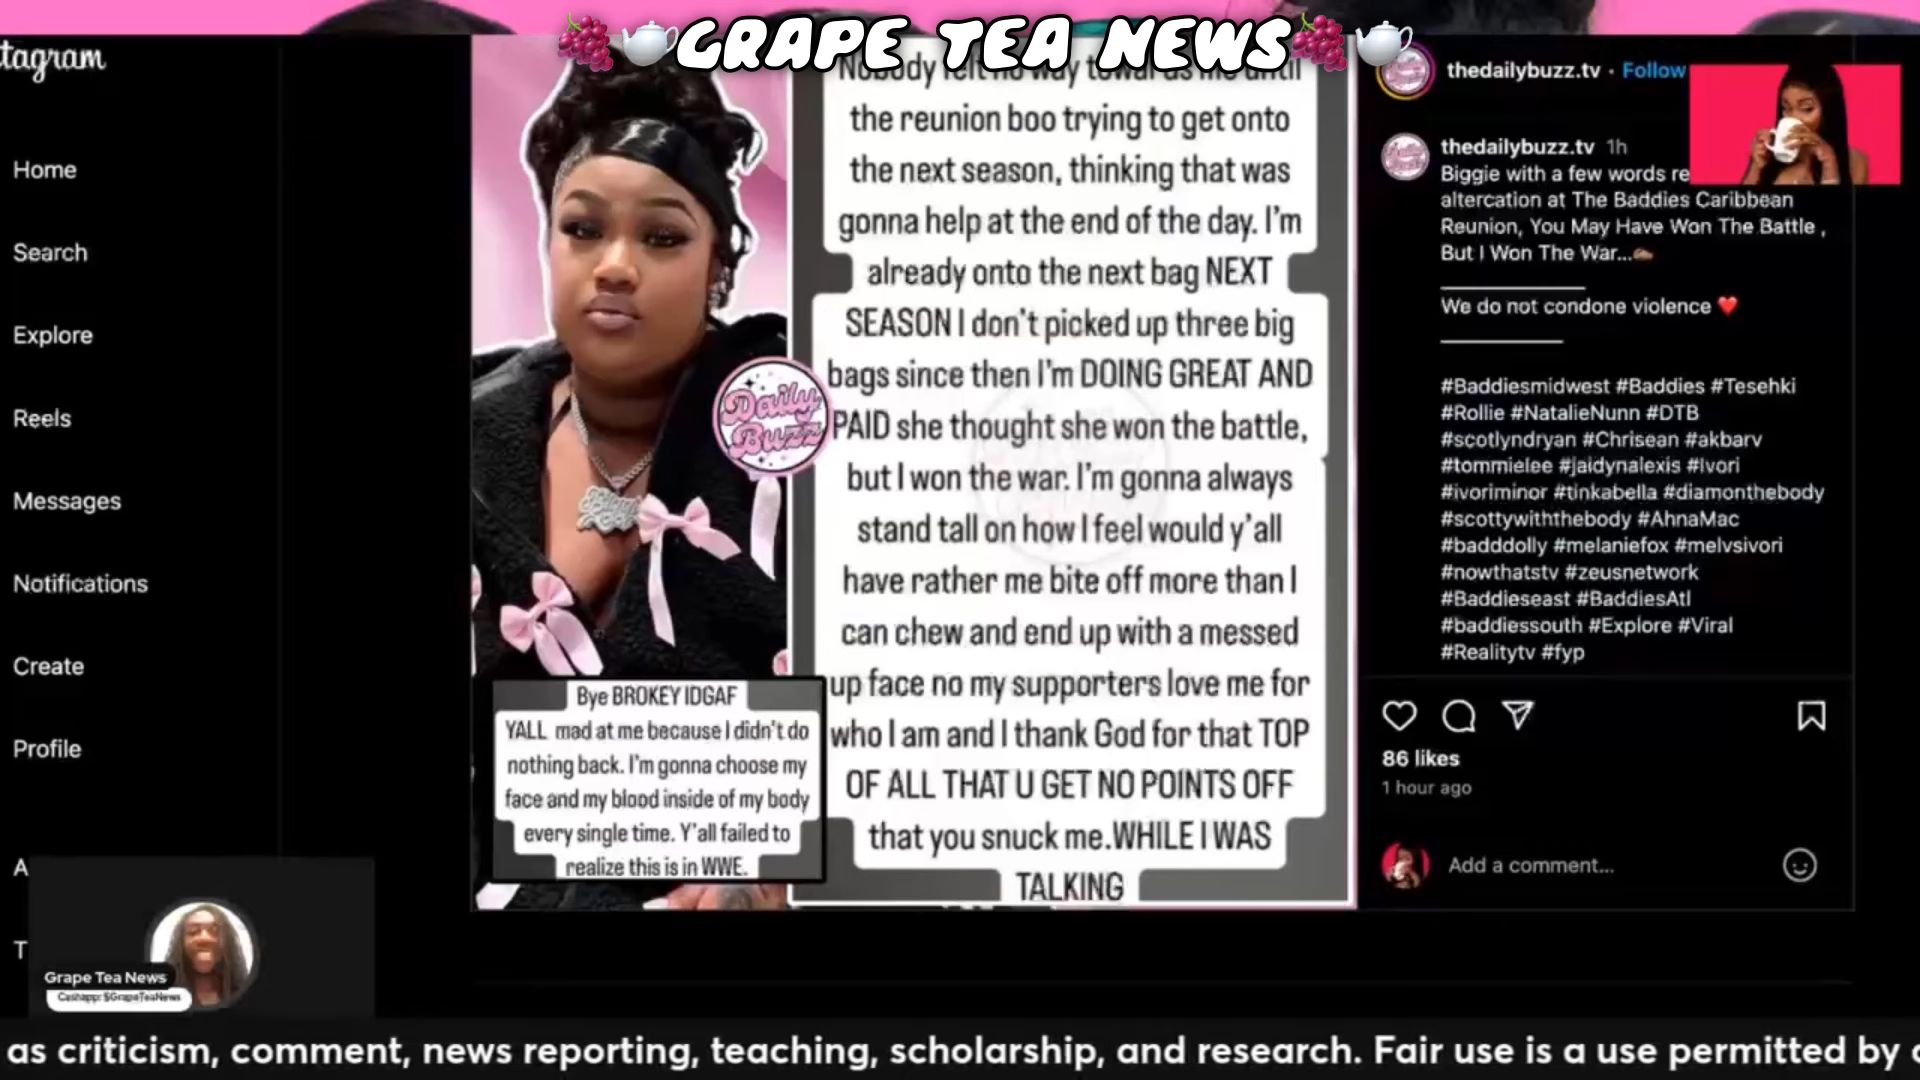 GRAPE TEA NEWS
tagram
Home
Search
Explore
Reels
Messages
Notifications
Create
Profile
A
T
Nobody felt no way towards me until
the reunion boo trying to get onto
the next season, thinking that was
gonna help at the end of the day. I'm
already onto the next bag NEXT
SEASON I don't picked up three big
bags since then I'm DOING GREAT AND
PAID she thought she won the battle,
but I won the war. I'm gonna always
stand tall on how I feel would y'all
have rather me bite off more than I
can chew and end up with a messed
up face no my supporters love me for
who I am and I thank God for that TOP
OF ALL THAT U GET NO POINTS OFF
that you snuck me.WHILE I WAS
TALKING
Daily
Buzz
Biggie
Bye BROKEY IDGAF
YALL mad at me because I didn't do
nothing back. I'm gonna choose my
face and my blood inside of my body
every single time. Y'all failed to
realize this is in WWE.
thedailybuzz.tv · Follow
thedailybuzz.tv 1h
Biggie with a few words re
altercation at The Baddies Caribbean
Reunion, You May Have Won The Battle ,
But I Won The War...✍🏾
We do not condone violence ❤️
#Baddiesmidwest #Baddies #Tesehki
#Rollie #NatalieNunn #DTB
#scotlyndryan #Chrisean #akbarv
#tommielee #jaidynalexis #Ivori
#ivoriminor #tinkabella #diamonthebody
#scottywiththebody #AhnaMac
#badddolly #melaniefox #melvsivori
#nowthatstv #zeusnetwork
#Baddieseast #BaddiesAtl
#baddiessouth #Explore #Viral
#Realitytv #fyp
86 likes
1 hour ago
Add a comment...
Grape Tea News
Cashapp: $GrapeTeaNews
as criticism, comment, news reporting, teaching, scholarship, and research. Fair use is a use permitted by c